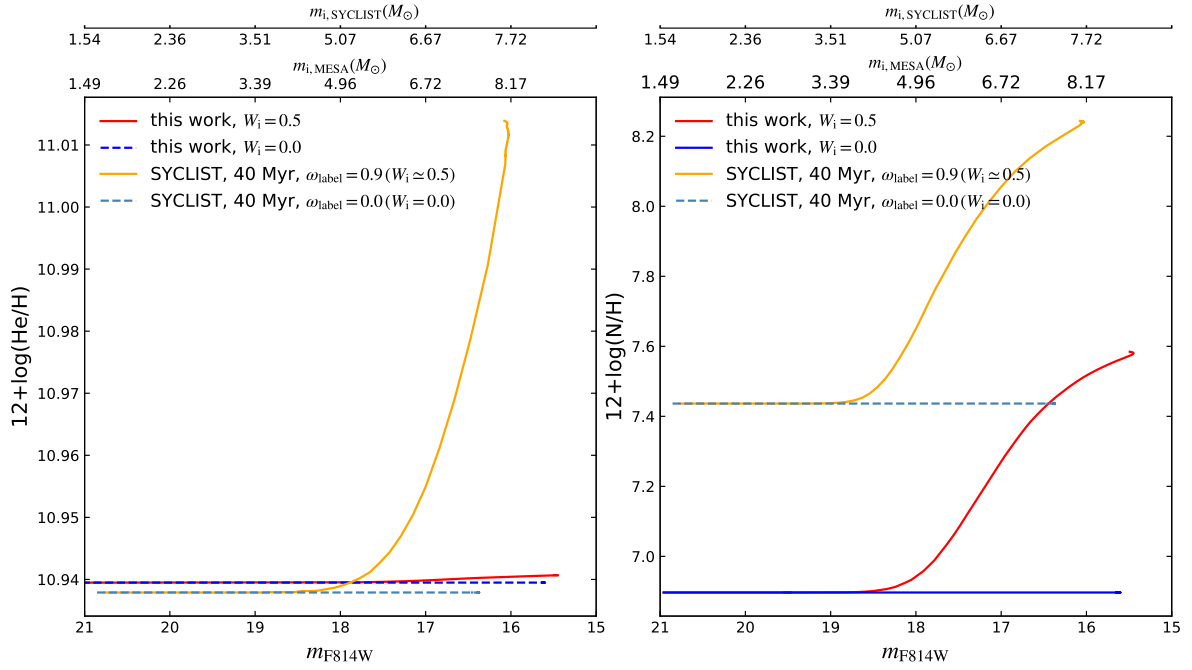 m_i,SYCLIST(M_⊙)
1.54 2.36 3.51 5.07 6.67 7.72
m_i,MESA(M_⊙)
1.49 2.26 3.39 4.96 6.72 8.17
this work, W_i = 0.5
this work, W_i = 0.0
SYCLIST, 40 Myr, ω_label = 0.9 (W_i ≃ 0.5)
SYCLIST, 40 Myr, ω_label = 0.0 (W_i = 0.0)
12+log(He/H)
11.01
11.00
10.99
10.98
10.97
10.96
10.95
10.94
21 20 19 18 17 16 15
m_F814W
m_i,SYCLIST(M_⊙)
1.54 2.36 3.51 5.07 6.67 7.72
m_i,MESA(M_⊙)
1.49 2.26 3.39 4.96 6.72 8.17
this work, W_i = 0.5
this work, W_i = 0.0
SYCLIST, 40 Myr, ω_label = 0.9 (W_i ≃ 0.5)
SYCLIST, 40 Myr, ω_label = 0.0 (W_i = 0.0)
12+log(N/H)
8.2
8.0
7.8
7.6
7.4
7.2
7.0
21 20 19 18 17 16 15
m_F814W